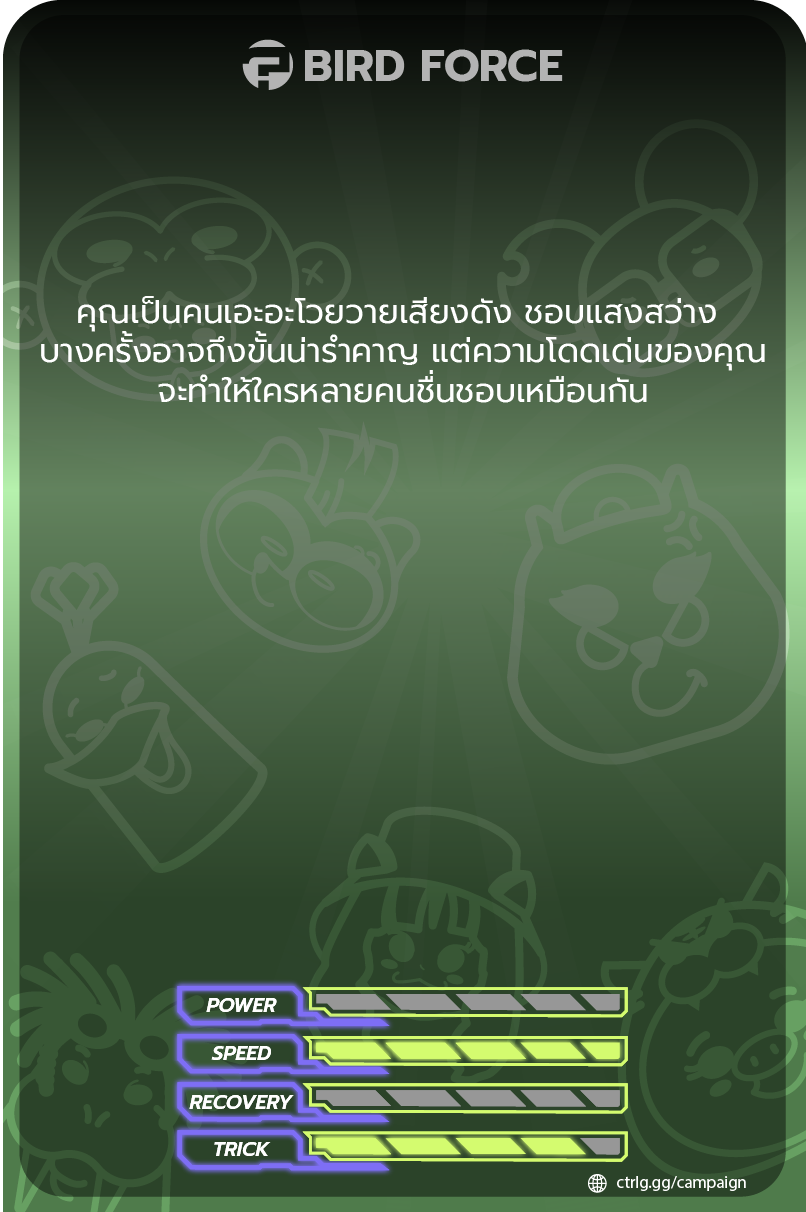 BIRD FORCE
คุณเป็นคนเอะอะโวยวายเสียงดัง ชอบแสงสว่าง
บางครั้งอาจถึงขั้นน่ารำคาญ แต่ความโดดเด่นของคุณ
จะทำให้ใครหลายคนชื่นชอบเหมือนกัน
POWER
SPEED
RECOVERY
TRICK
ctrlg.gg/campaign